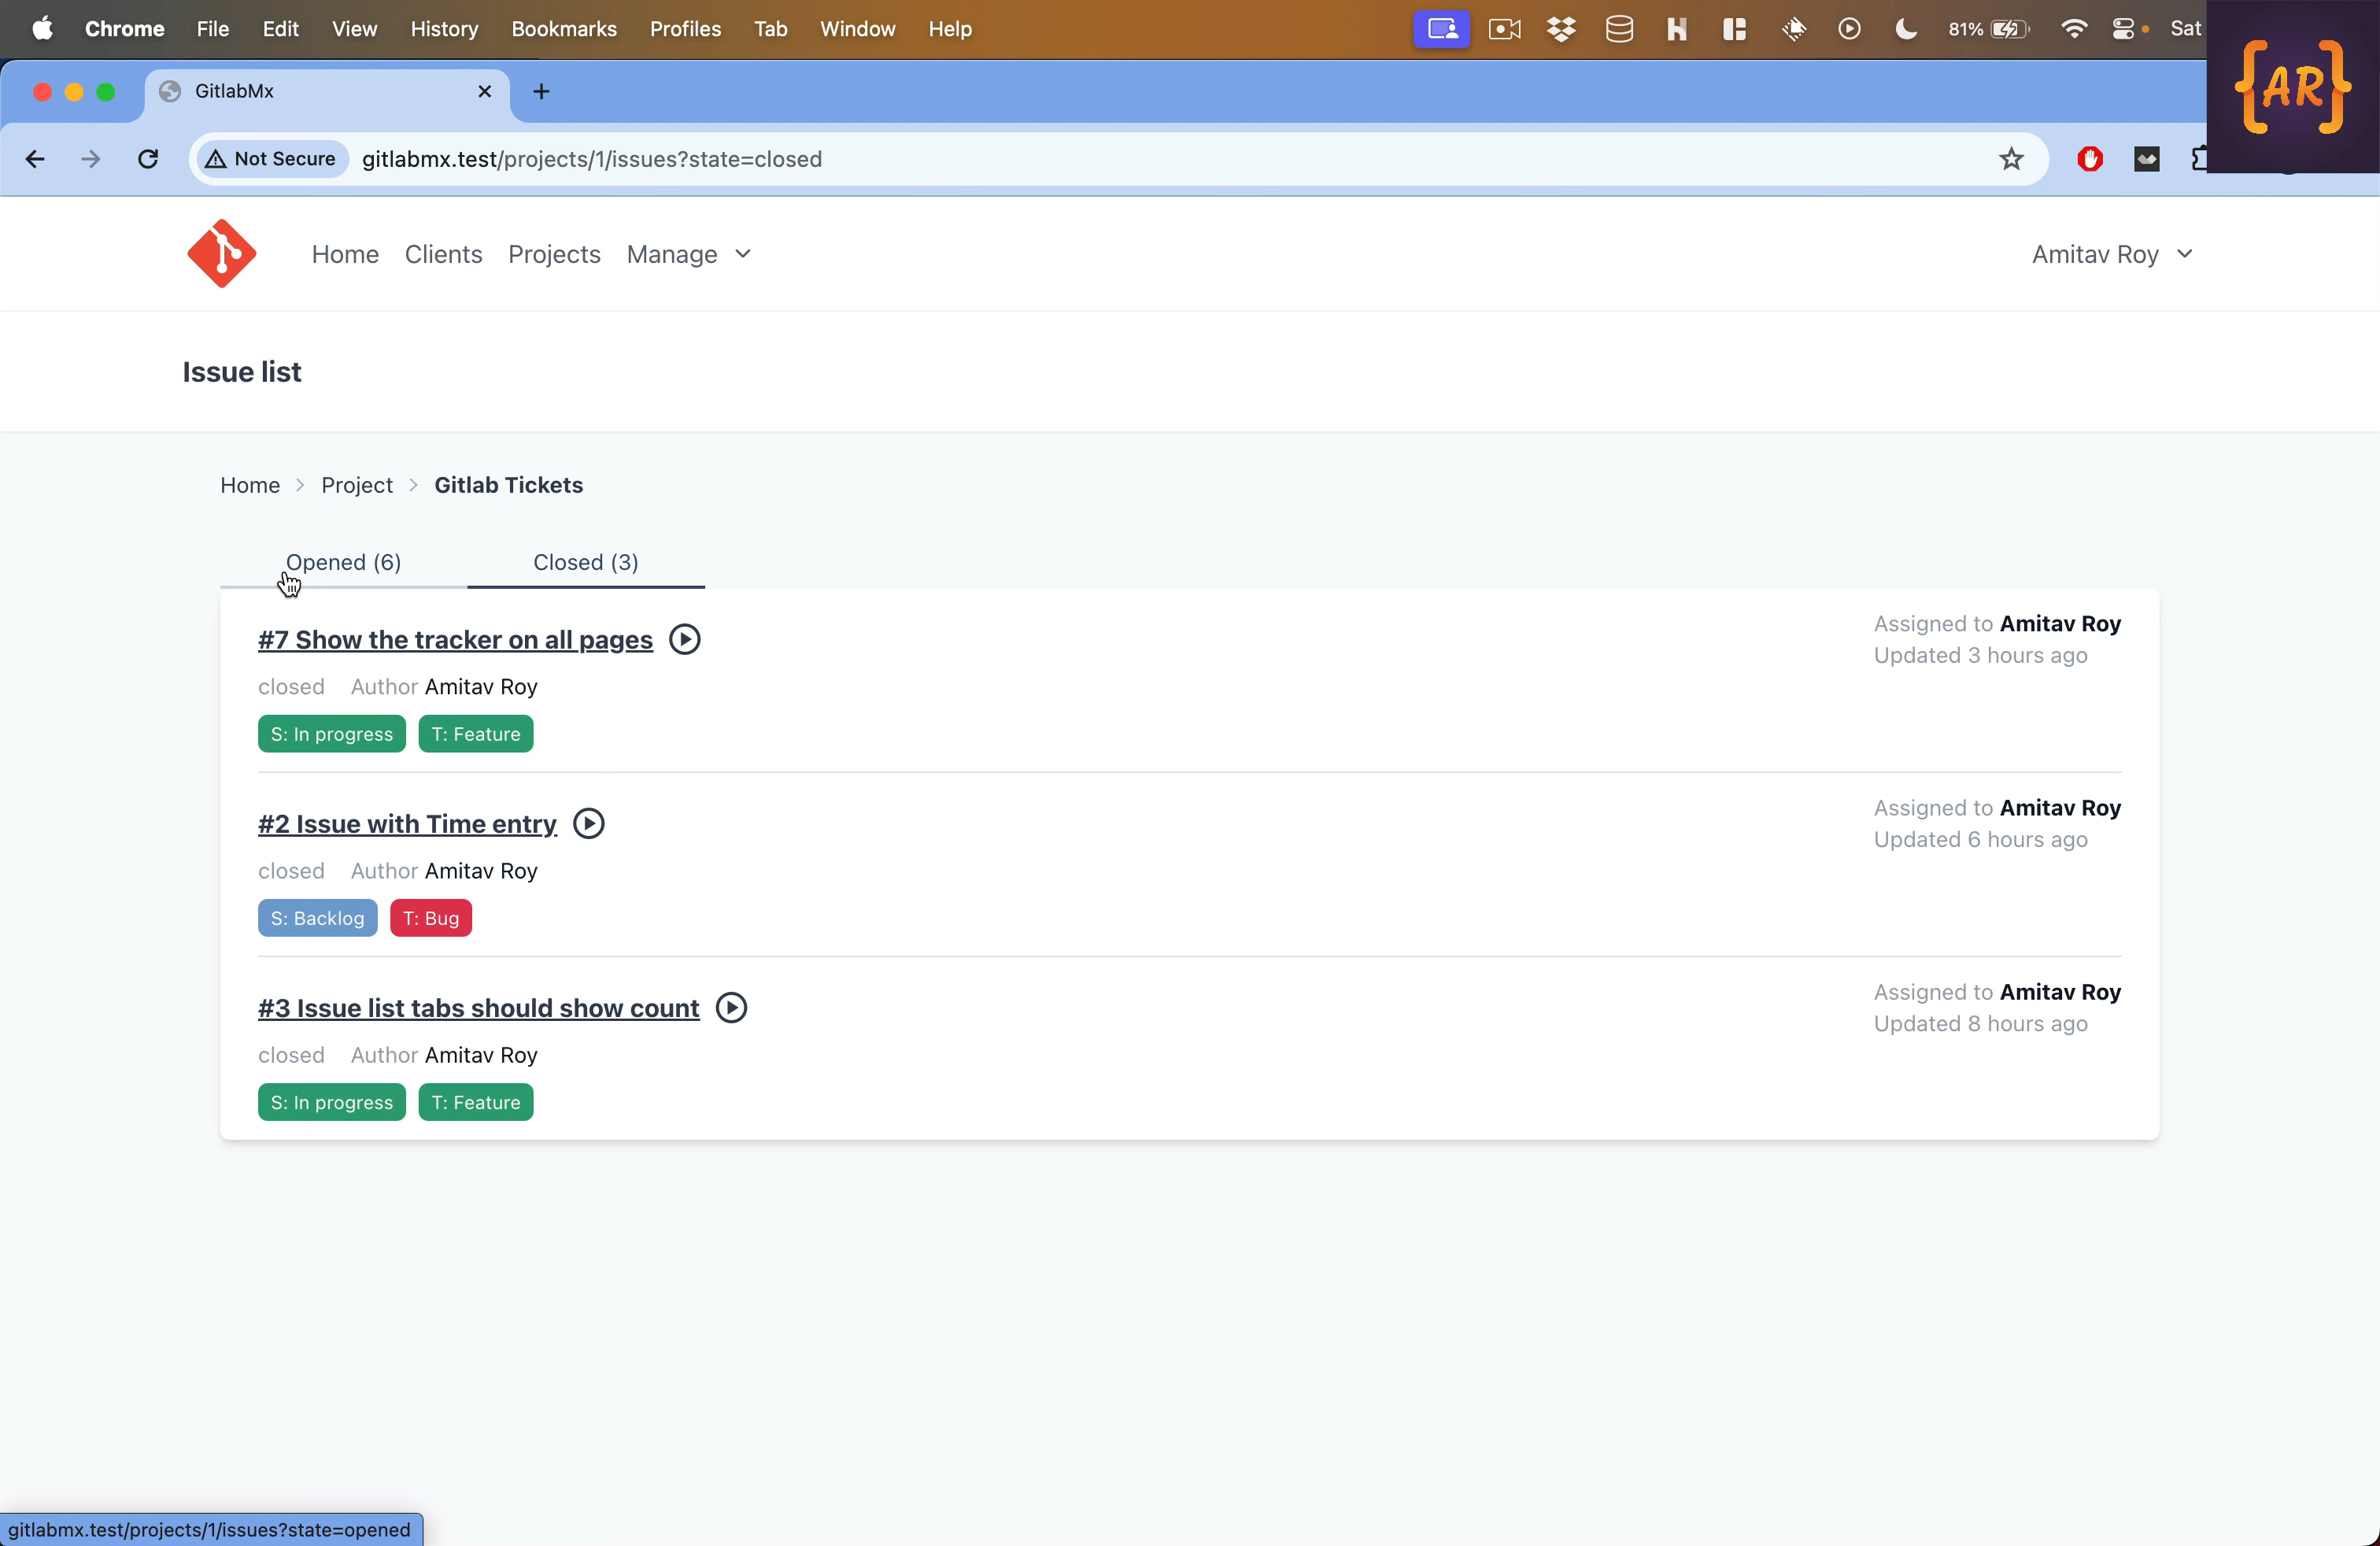 Chrome File Edit View History Bookmarks Profiles Tab Window Help 81% Sat
{AR}
GitlabMx
Not Secure gitlabmx.test/projects/1/issues?state=closed
Home Clients Projects Manage Amitav Roy
Issue list
Home > Project > Gitlab Tickets
Opened (6) Closed (3)
#7 Show the tracker on all pages Assigned to Amitav Roy
Updated 3 hours ago
closed Author Amitav Roy
S: In progress T: Feature
#2 Issue with Time entry Assigned to Amitav Roy
Updated 6 hours ago
closed Author Amitav Roy
S: Backlog T: Bug
#3 Issue list tabs should show count Assigned to Amitav Roy
Updated 8 hours ago
closed Author Amitav Roy
S: In progress T: Feature
gitlabmx.test/projects/1/issues?state=opened